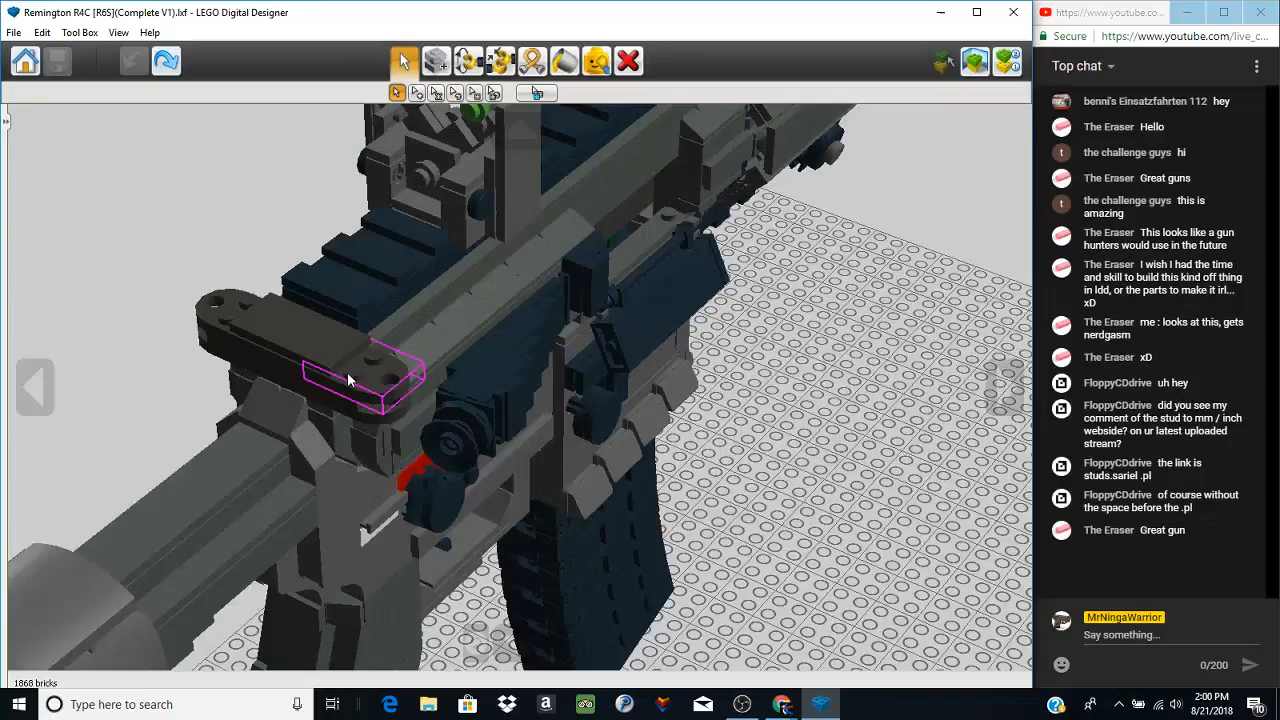 Remington R4C [R6S](Complete V1).lxf - LEGO Digital Designer
https://www.youtube.co...
File Edit Tool Box View Help
Secure https://www.youtube.com/live_c...
Top chat
benni's Einsatzfahrten 112 hey
The Eraser Hello
the challenge guys hi
The Eraser Great guns
the challenge guys this is
amazing
The Eraser This looks like a gun
hunters would use in the future
The Eraser I wish I had the time
and skill to build this kind off thing
in ldd, or the parts to make it irl...
xD
The Eraser me : looks at this, gets
nerdgasm
The Eraser xD
FloppyCDdrive uh hey
FloppyCDdrive did you see my
comment of the stud to mm / inch
webside? on ur latest uploaded
stream?
FloppyCDdrive the link is
studs.sariel .pl
FloppyCDdrive of course without
the space before the .pl
The Eraser Great gun
MrNingaWarrior
Say something...
0/200
1868 bricks
Type here to search
2:00 PM
8/21/2018